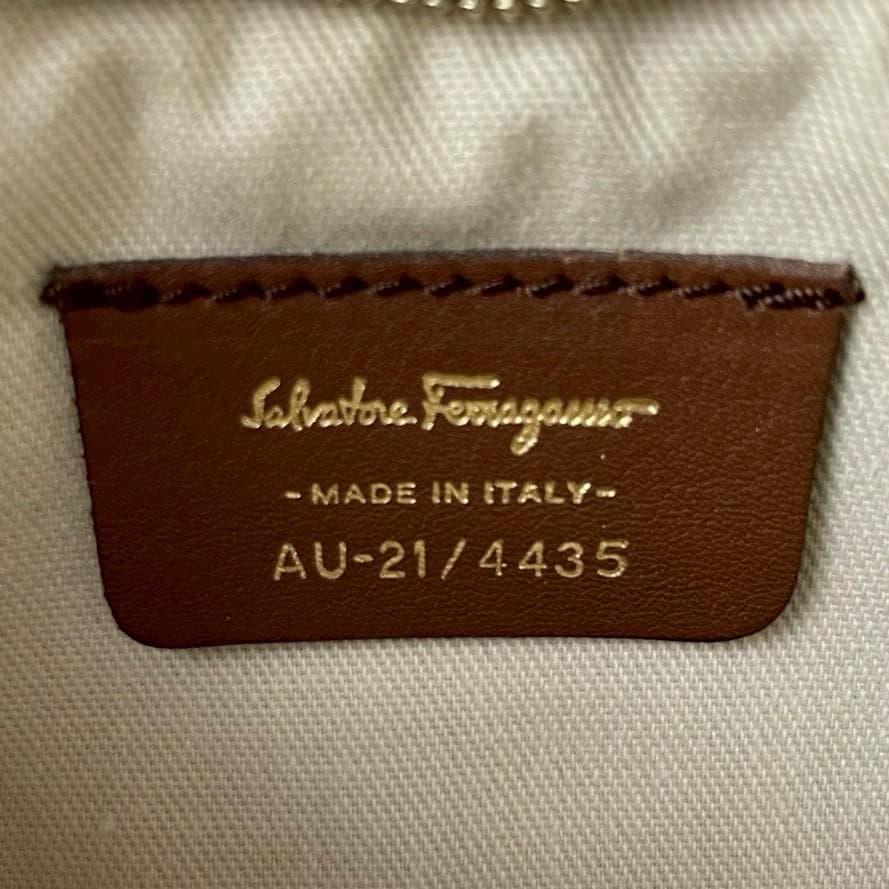 Salvatore Ferragamo
-MADE IN ITALY-
AU-21/4435